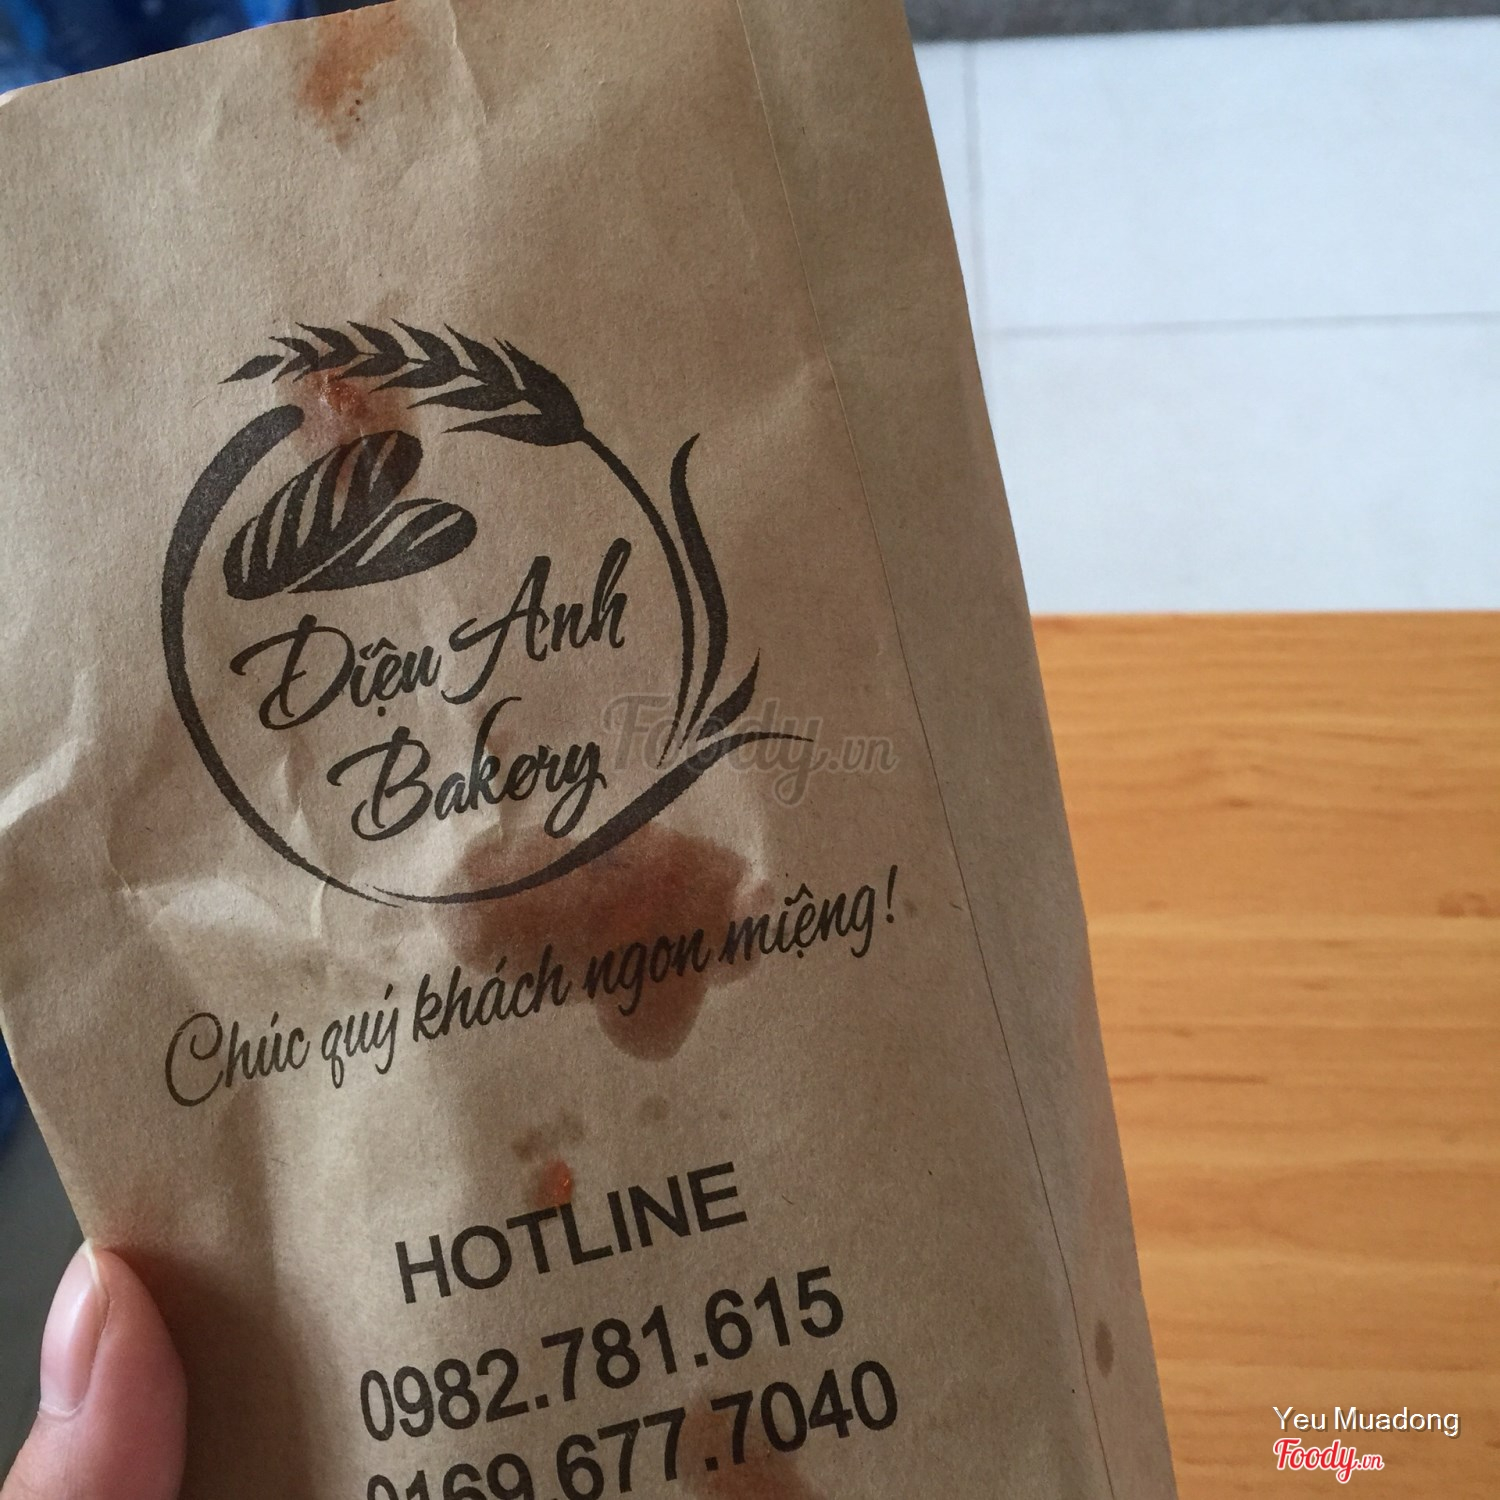 Diệu Anh
Bakery
Chúc quý khách ngon miệng!
HOTLINE
0982.781.615
0169.677.7040
Foody.vn
Yeu Muadong
Foody.vn